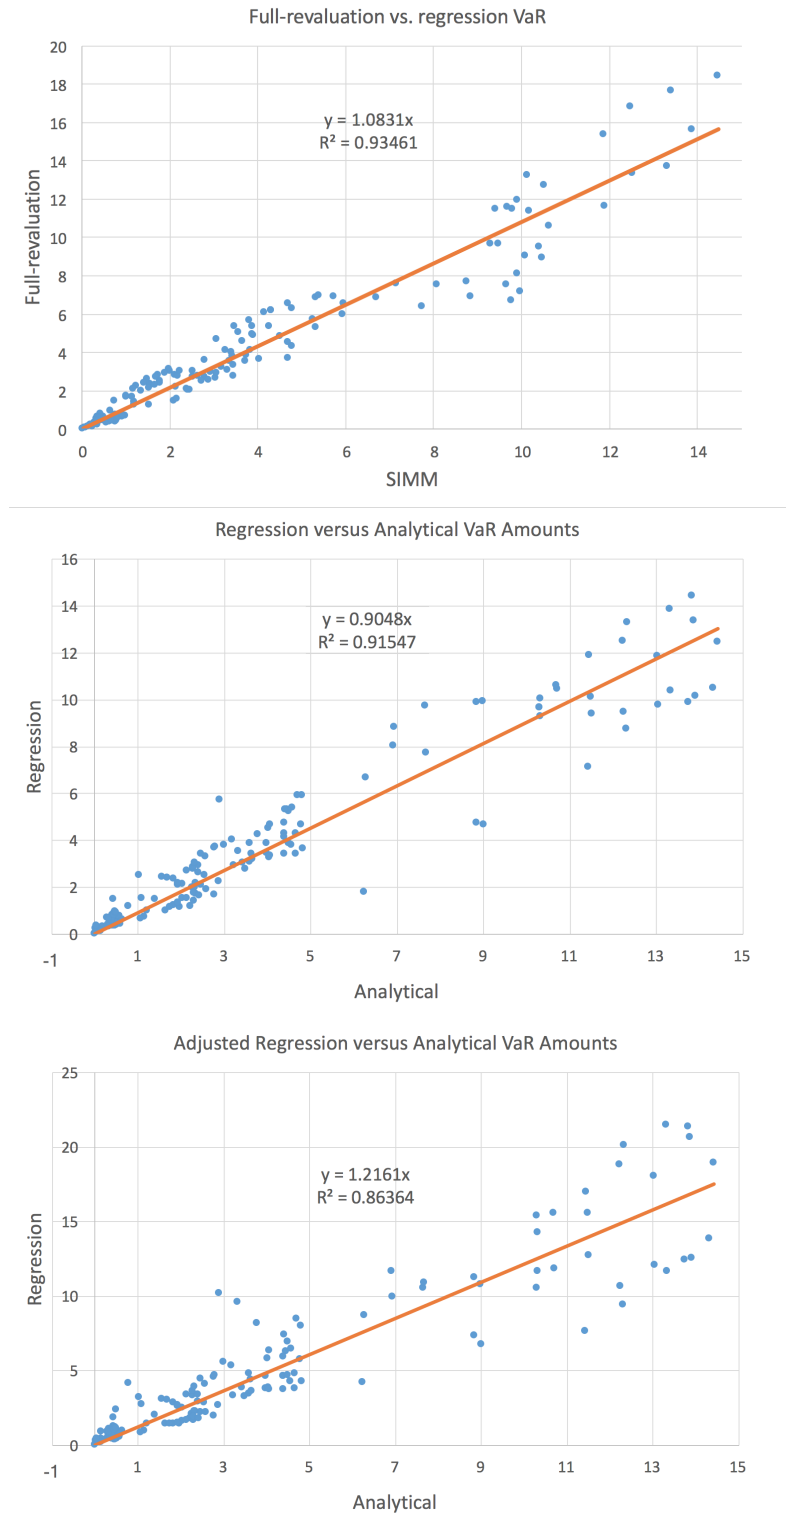 Full-revaluation vs. regression VaR
20
18
16
14
12
10
8
6
4
2
0
Full-revaluation
y = 1.0831x
R² = 0.93461
0 2 4 6 8 10 12 14
SIMM
Regression versus Analytical VaR Amounts
16
14
12
10
8
6
4
2
0
Regression
y = 0.9048x
R² = 0.91547
-1 1 3 5 7 9 11 13 15
Analytical
Adjusted Regression versus Analytical VaR Amounts
25
20
15
10
5
0
Regression
y = 1.2161x
R² = 0.86364
-1 1 3 5 7 9 11 13 15
Analytical